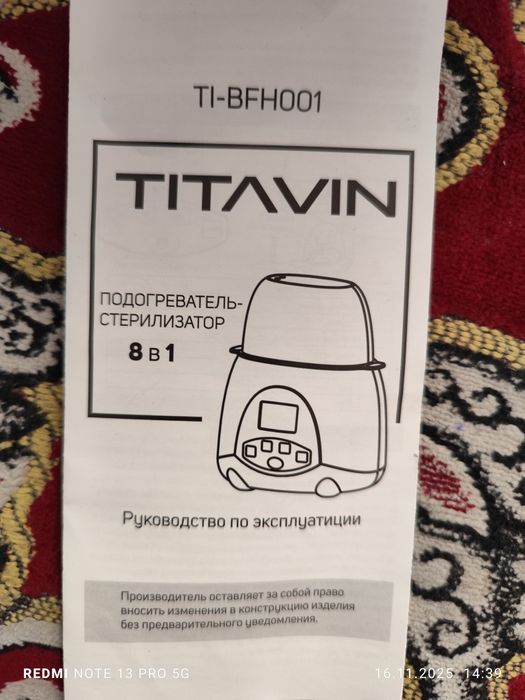 TI-BFH001
TITAVIN
ПОДОГРЕВАТЕЛЬ-
СТЕРИЛИЗАТОР
8 в 1
Руководство по эксплуатиции
Производитель оставляет за собой право
вносить изменения в конструкцию изделия
без предварительного уведомления.
REDMI NOTE 13 PRO 5G
16.11.2025 14:39